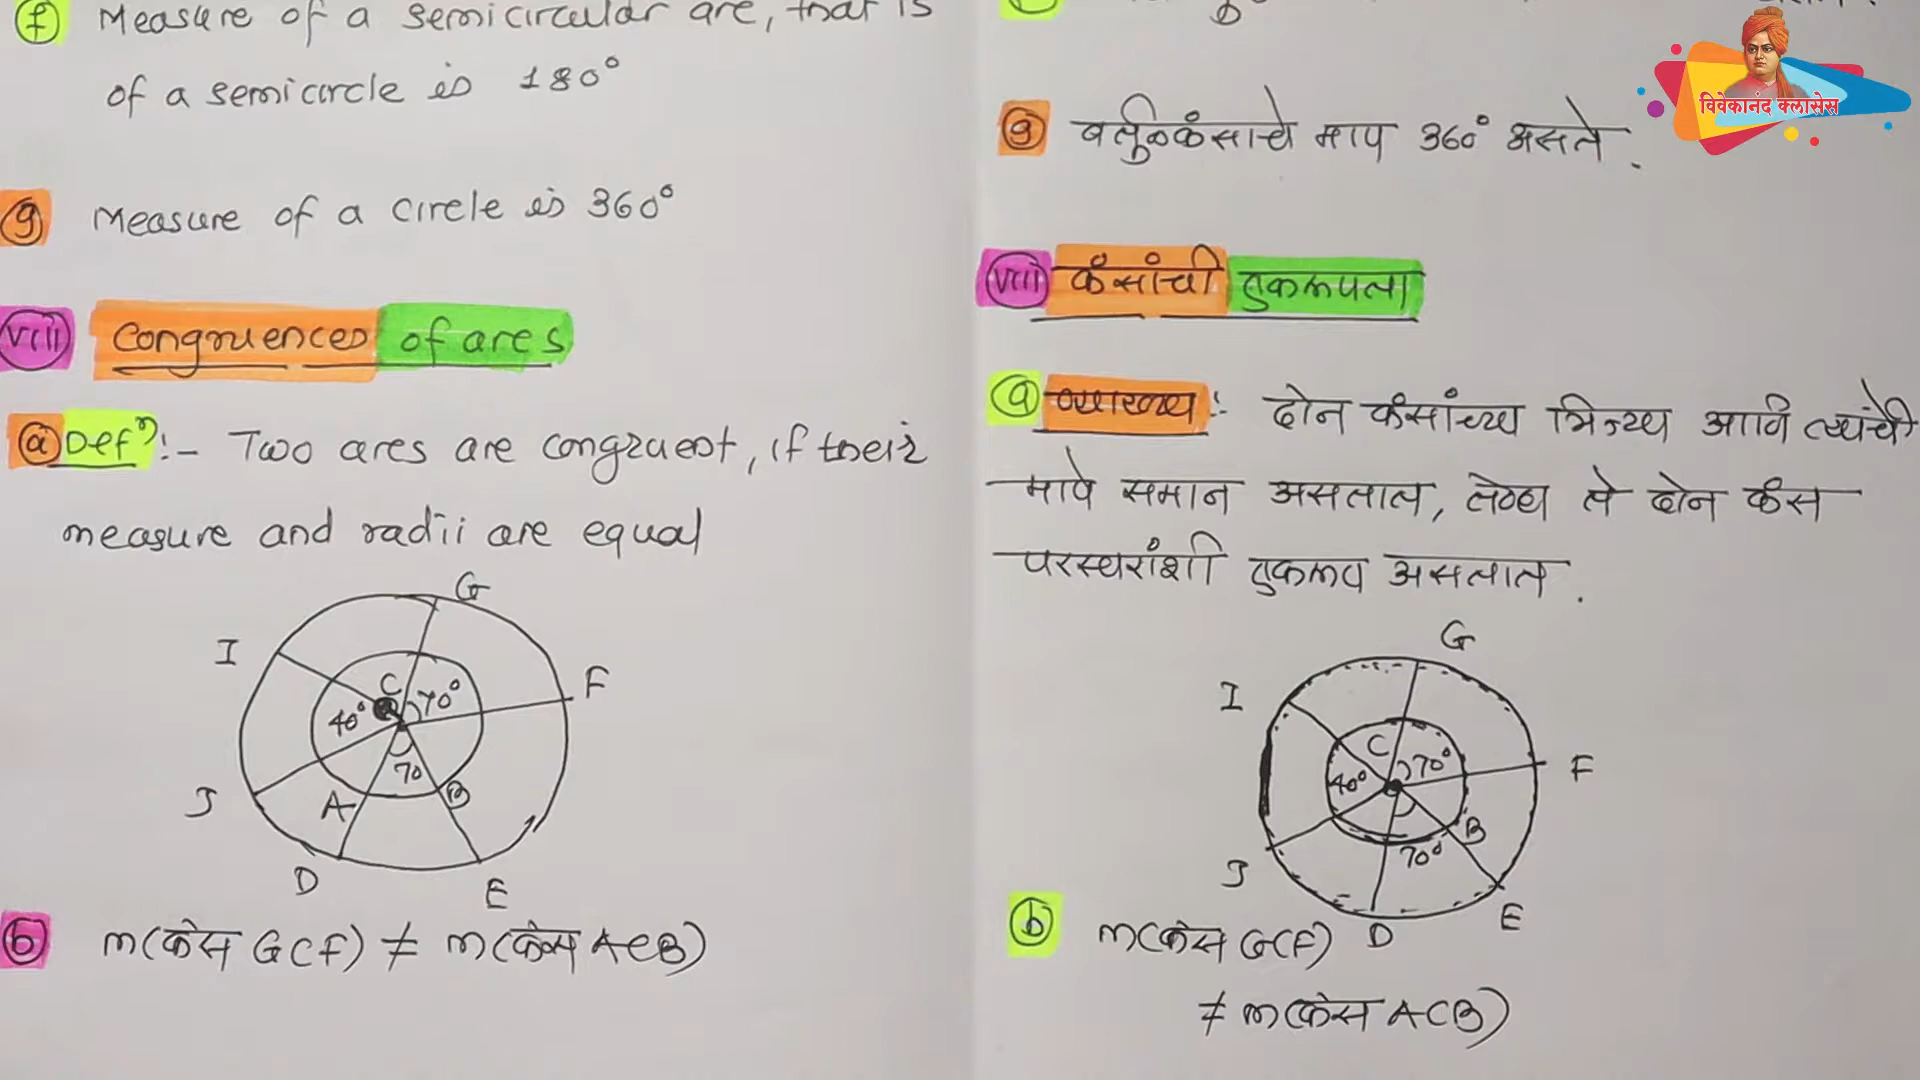 f Measure of a semicircular arc, that is
of a semicircle is 180°
g Measure of a circle is 360°
viii Congruences of arcs
a Defⁿ :- Two arcs are congruent, if their
measure and radii are equal
G
I
F
C
70°
40°
70
A
B
J
D
E
b m(कंस GCF) ≠ m(कंस ACB)
विवेकानंद क्लासेस
g वर्तुळकंसाचे माप 360° असते.
viii कंसांची एकरूपता
a व्याख्या : दोन कंसांच्या त्रिज्या आणि त्यांची
मापे समान असतात, तेव्हा ते दोन कंस
परस्परांशी एकरूप असतात.
G
I
F
C
70°
40°
B
70°
J
D
E
b m(कंस GCF)
≠ m(कंस ACB)